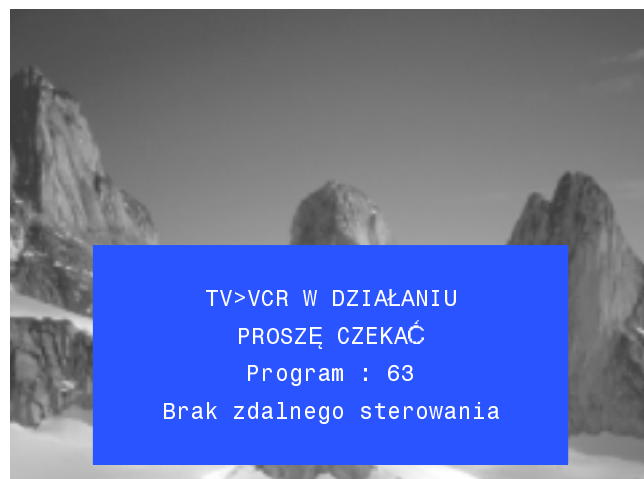 TV>VCR W DZIAŁANIU
PROSZĘ CZEKAĆ
Program : 63
Brak zdalnego sterowania